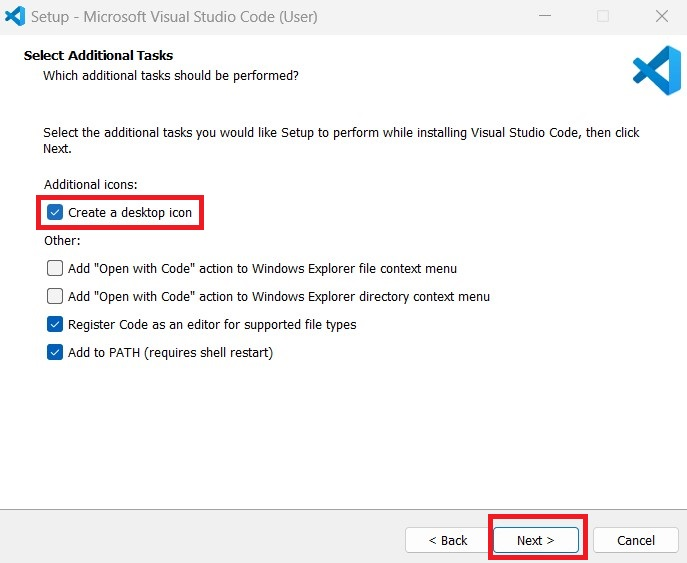 Setup - Microsoft Visual Studio Code (User)
Select Additional Tasks
Which additional tasks should be performed?
Select the additional tasks you would like Setup to perform while installing Visual Studio Code, then click
Next.
Additional icons:
Create a desktop icon
Other:
Add "Open with Code" action to Windows Explorer file context menu
Add "Open with Code" action to Windows Explorer directory context menu
Register Code as an editor for supported file types
Add to PATH (requires shell restart)
< Back Next > Cancel